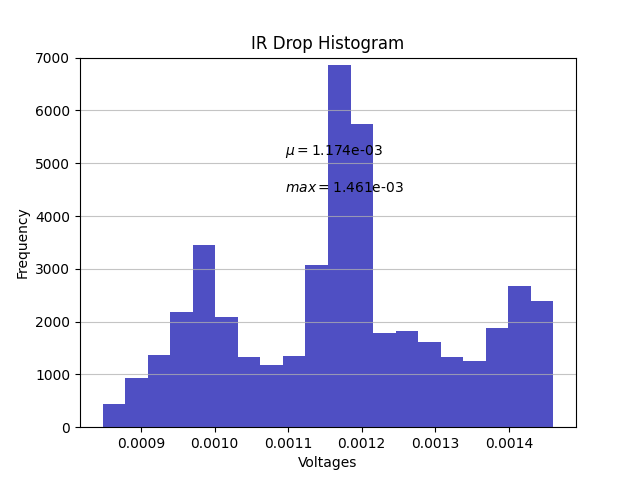 IR Drop Histogram
7000
6000
5000
4000
3000
2000
1000
0
Frequency
μ = 1.174e-03
max = 1.461e-03
0.0009 0.0010 0.0011 0.0012 0.0013 0.0014
Voltages